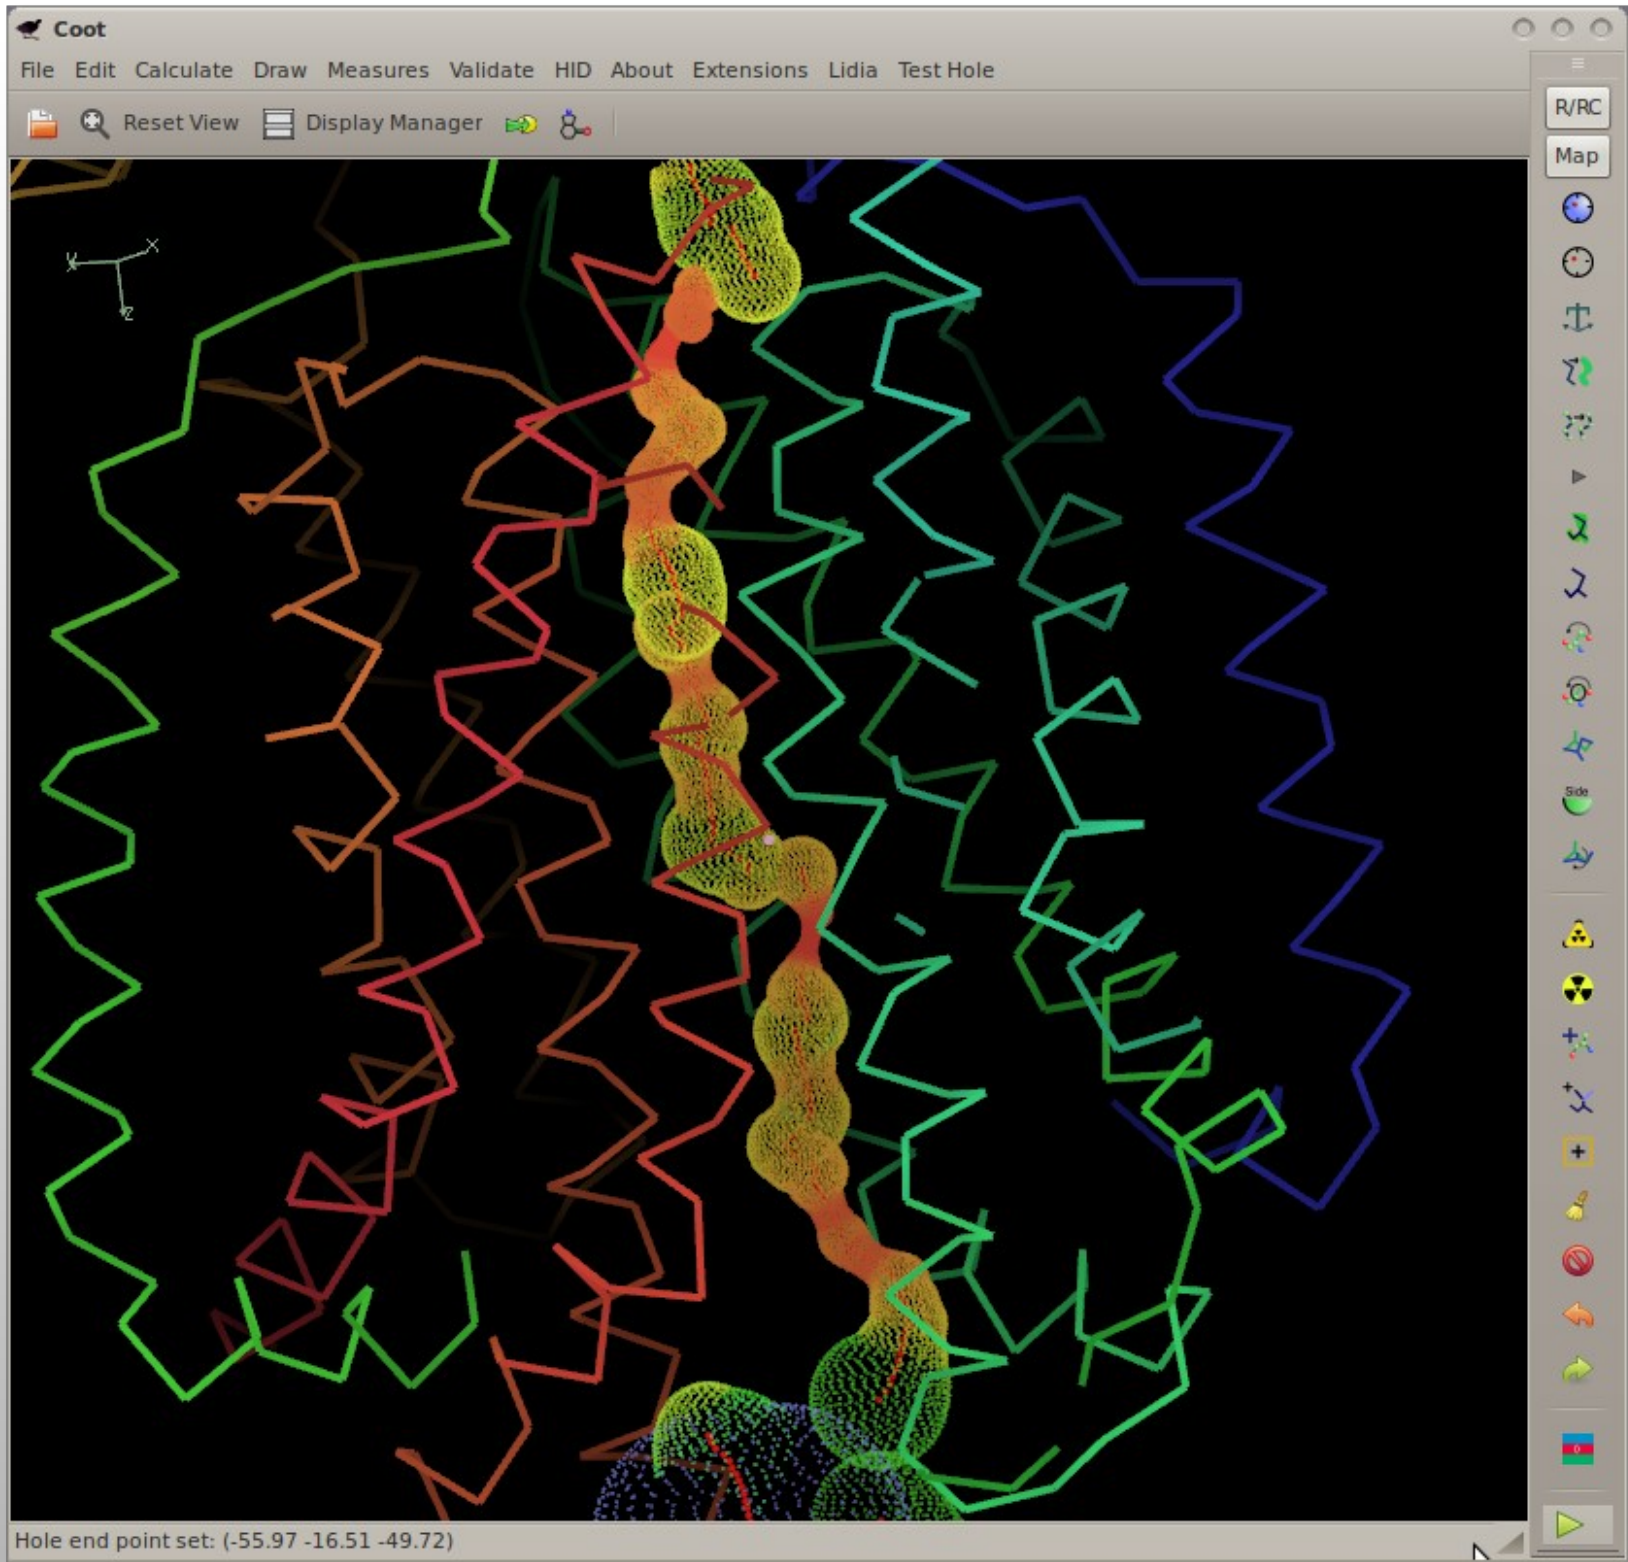 Coot
File Edit Calculate Draw Measures Validate HID About Extensions Lidia Test Hole
R/RC
Reset View Display Manager
Map
X
Y
Z
Side
Hole end point set: (-55.97 -16.51 -49.72)